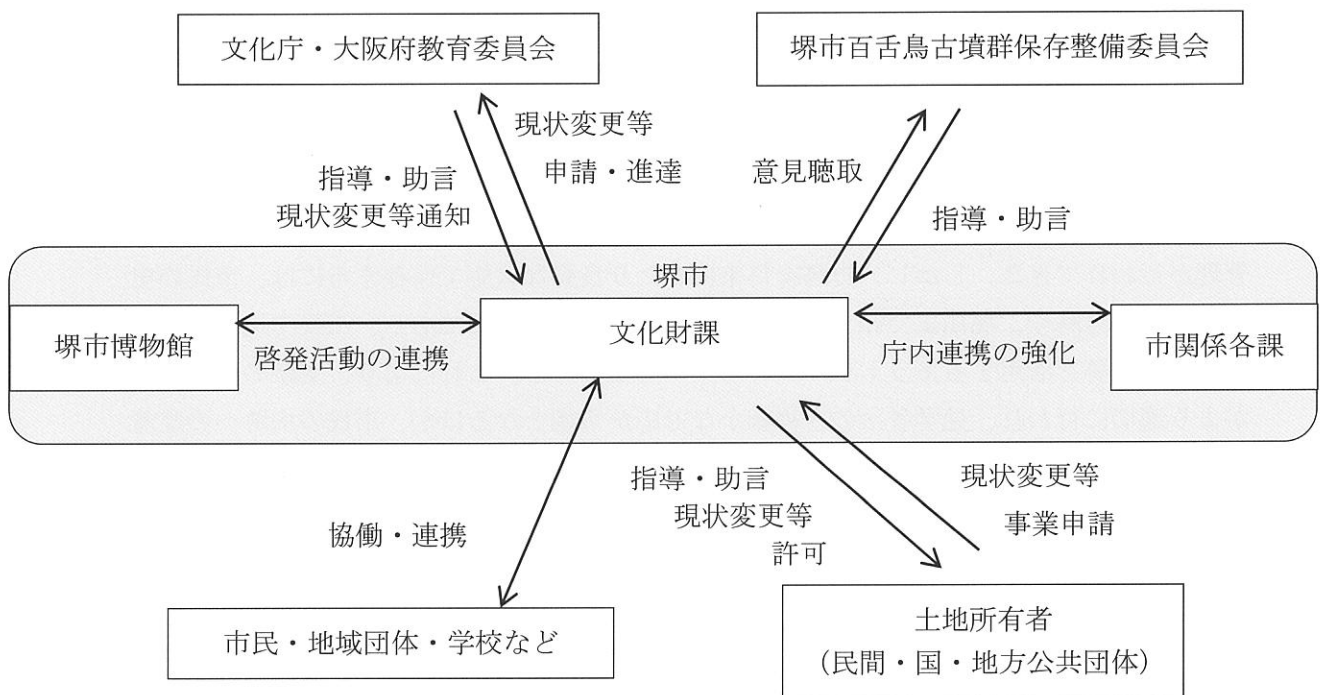 文化庁・大阪府教育委員会
堺市百舌鳥古墳群保存整備委員会
現状変更等
申請・進達
指導・助言
現状変更等通知
意見聴取
指導・助言
堺市
堺市博物館
啓発活動の連携
文化財課
庁内連携の強化
市関係各課
協働・連携
指導・助言
現状変更等
許可
現状変更等
事業申請
市民・地域団体・学校など
土地所有者
（民間・国・地方公共団体）